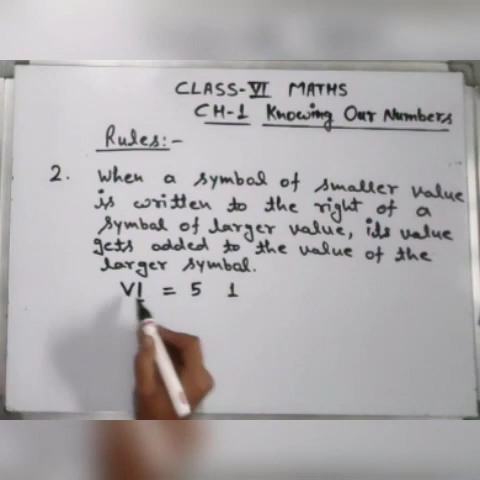 CLASS-VI MATHS
CH-1 Knowing Our Numbers
Rules:-
2. When a symbol of smaller value
is written to the right of a
symbol of larger value, its value
gets added to the value of the
larger symbol.
VI = 5 1